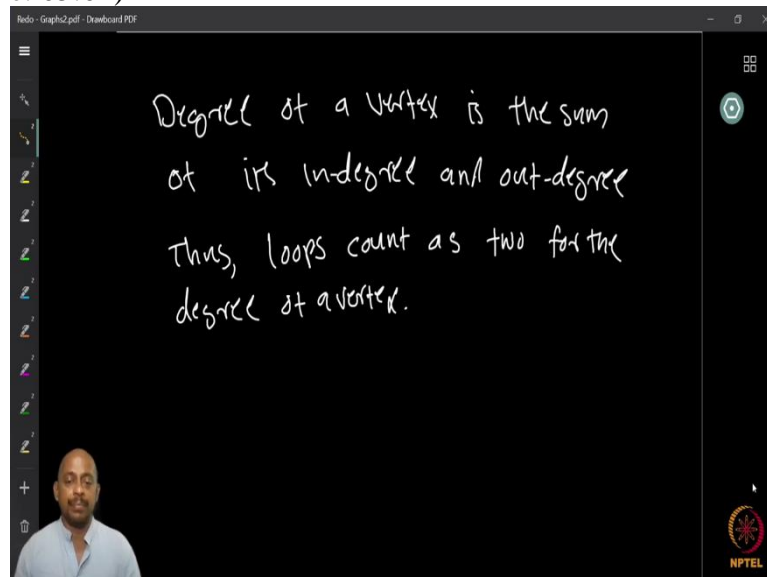 Redo - Graphs2.pdf - Drawboard PDF
Degree of a vertex is the sum
of its in-degree and out-degree
Thus, loops count as two for the
degree of a vertex.
NPTEL